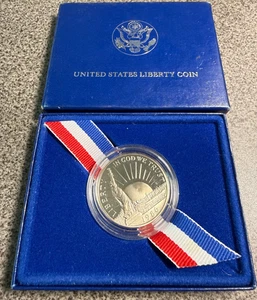 UNITED STATES LIBERTY COIN
LIBERTY
IN GOD WE TRUST